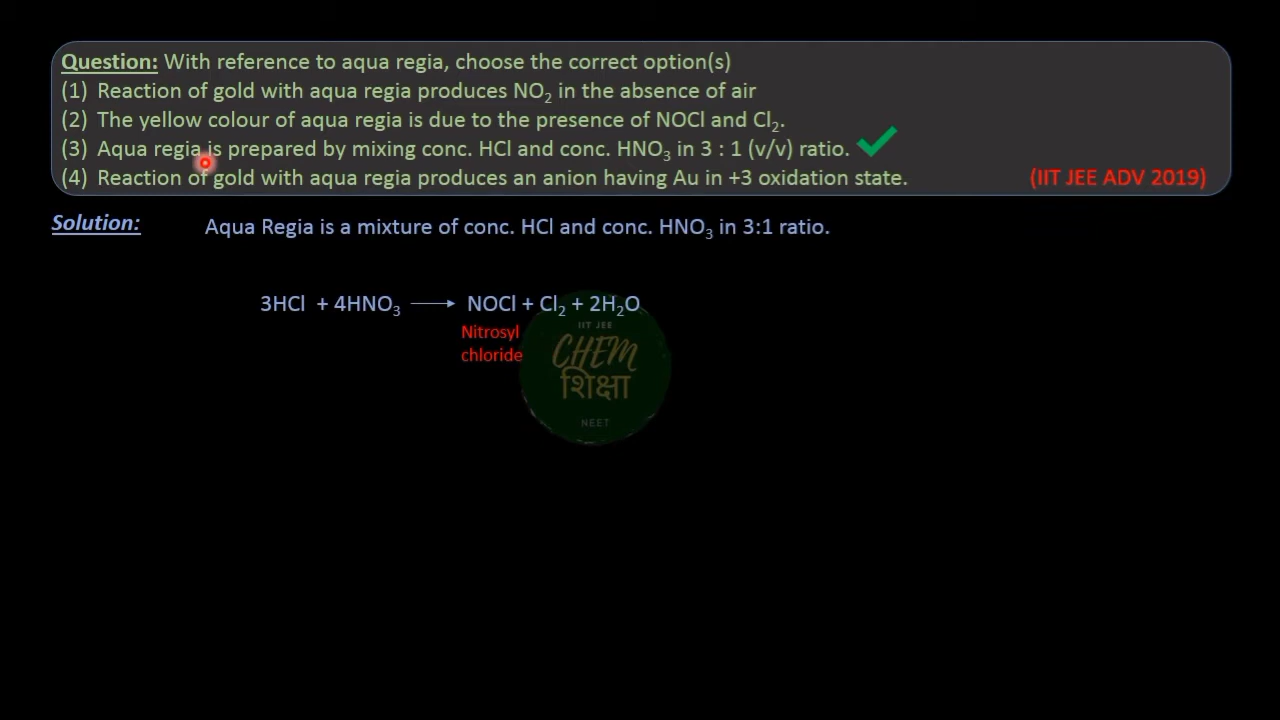 Question: With reference to aqua regia, choose the correct option(s)
(1) Reaction of gold with aqua regia produces NO₂ in the absence of air
(2) The yellow colour of aqua regia is due to the presence of NOCl and Cl₂.
(3) Aqua regia is prepared by mixing conc. HCl and conc. HNO₃ in 3 : 1 (v/v) ratio.
(4) Reaction of gold with aqua regia produces an anion having Au in +3 oxidation state. (IIT JEE ADV 2019)
Solution: Aqua Regia is a mixture of conc. HCl and conc. HNO₃ in 3:1 ratio.
3HCl + 4HNO₃ ⟶ NOCl + Cl₂ + 2H₂O
Nitrosyl
chloride
IIT JEE
CHEM
शिक्षा
NEET